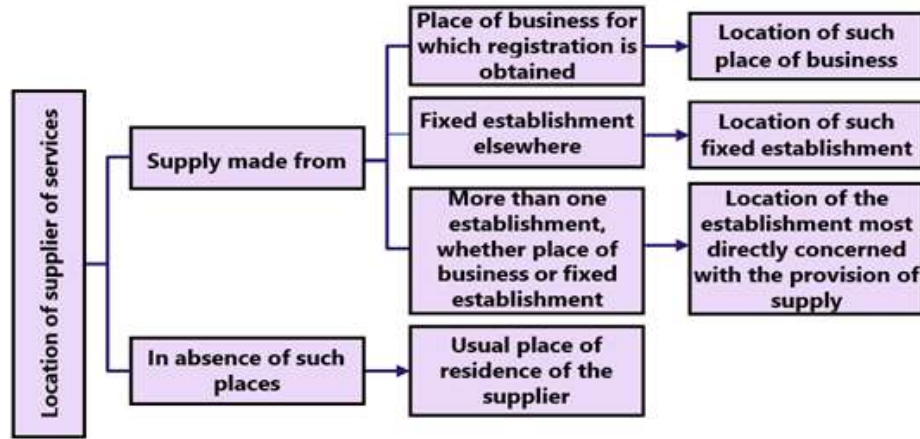 Location of supplier of services
Supply made from
Place of business for
which registration is
obtained
Location of such
place of business
Fixed establishment
elsewhere
Location of such
fixed establishment
More than one
establishment,
whether place of
business or fixed
establishment
Location of the
establishment most
directly concerned
with the provision of
supply
In absence of such
places
Usual place of
residence of the
supplier